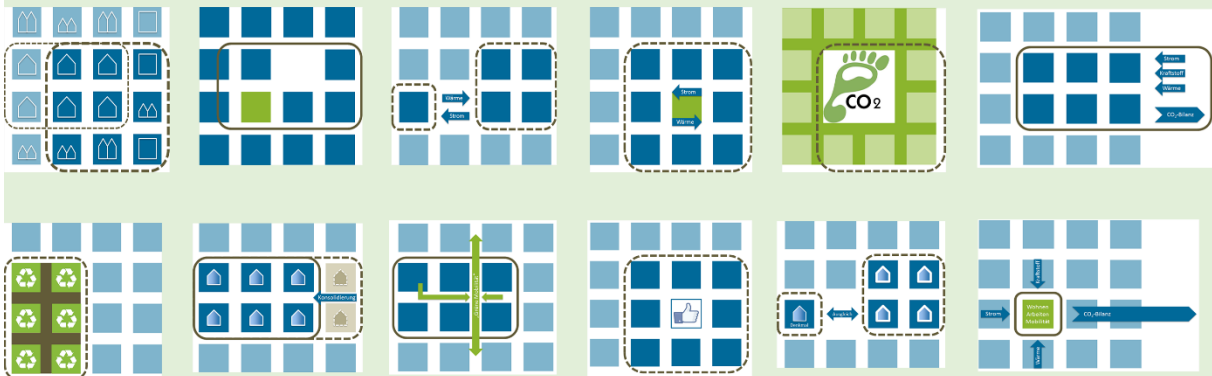 Wärme
Strom
Strom
Wärme
CO2
Strom
Kraftstoff
Wärme
CO₂-Bilanz
Konsolidierung
Denkmal
Ausgleich
Kraftstoff
Strom
Wohnen
Arbeiten
Mobilität
CO₂-Bilanz
Wärme